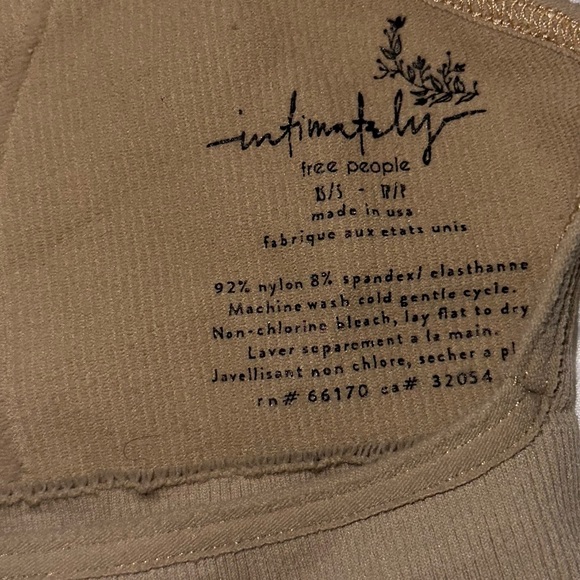 intimately
free people
XS/S - TP/P
made in usa
fabrique aux etats unis
92% nylon 8% spandex/ elasthanne
Machine wash cold gentle cycle.
Non-chlorine bleach, lay flat to dry
Laver separement a la main.
Javellisant non chlore, secher a pl
rn# 66170 ca# 32054